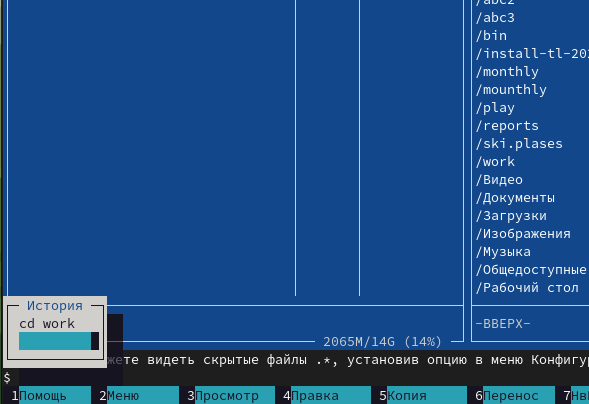 /abc2
/abc3
/bin
/install-tl-20
/monthly
/mounthly
/play
/reports
/ski.plases
/work
/Видео
/Документы
/Загрузки
/Изображения
/Музыка
/Общедоступные
/Рабочий стол
-ВВЕРХ-
История
cd work
2065M/14G (14%)
жете видеть скрытые файлы .*, установив опцию в меню Конфигур
$
1Помощь 2Меню 3Просмотр 4Правка 5Копия 6Перенос 7НвК